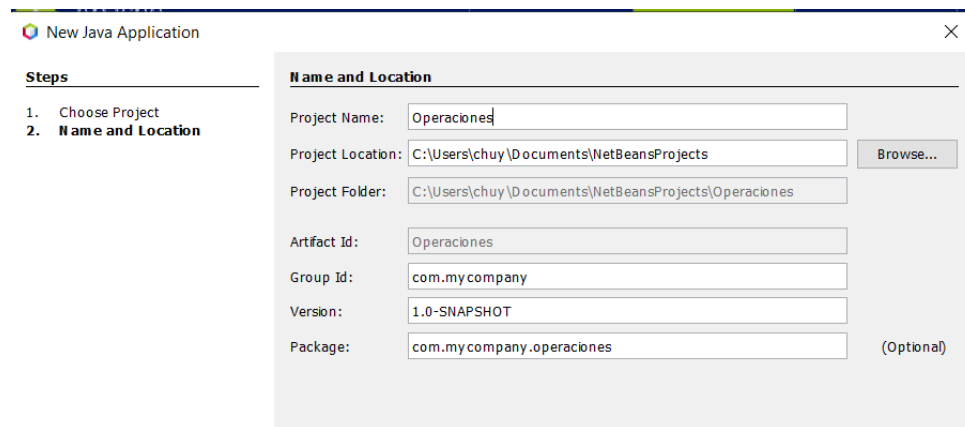 New Java Application
Steps
1. Choose Project
2. Name and Location
Name and Location
Project Name: Operaciones
Project Location: C:\Users\chuy\Documents\NetBeansProjects Browse...
Project Folder: C:\Users\chuy\Documents\NetBeansProjects\Operaciones
Artifact Id: Operaciones
Group Id: com.mycompany
Version: 1.0-SNAPSHOT
Package: com.mycompany.operaciones (Optional)